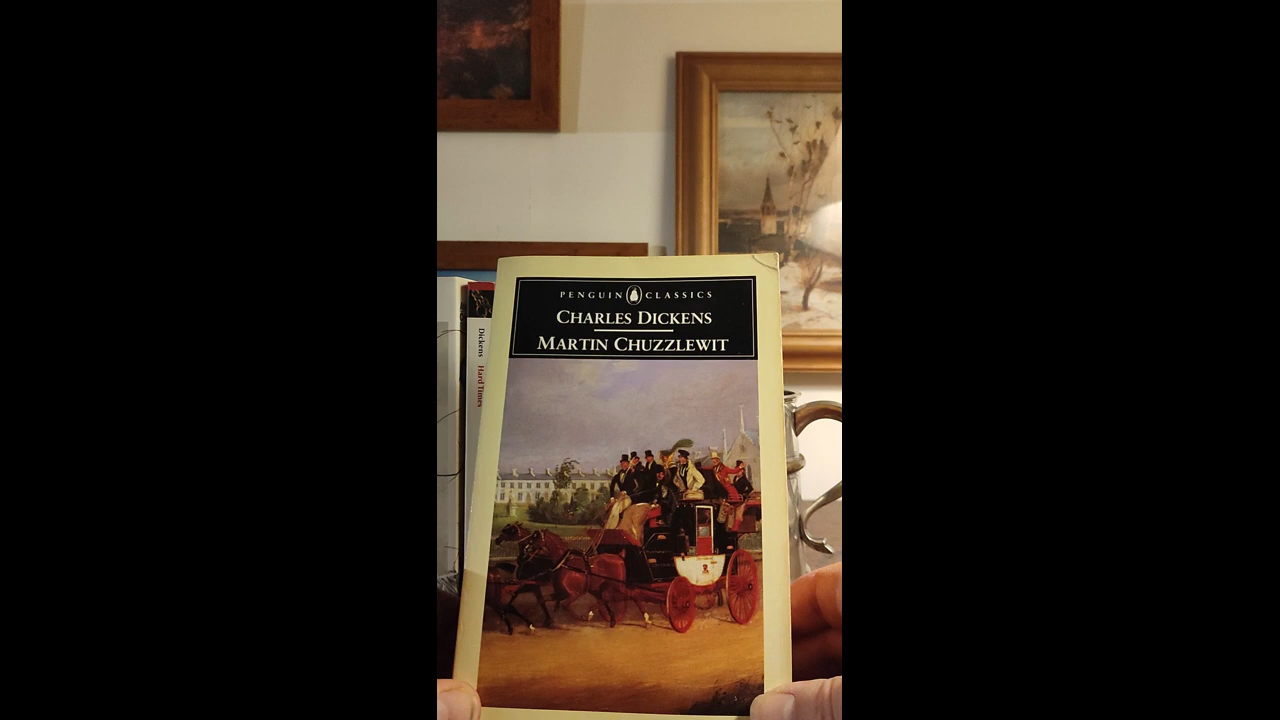 PENGUIN CLASSICS
CHARLES DICKENS
MARTIN CHUZZLEWIT
Dickens Hard Times